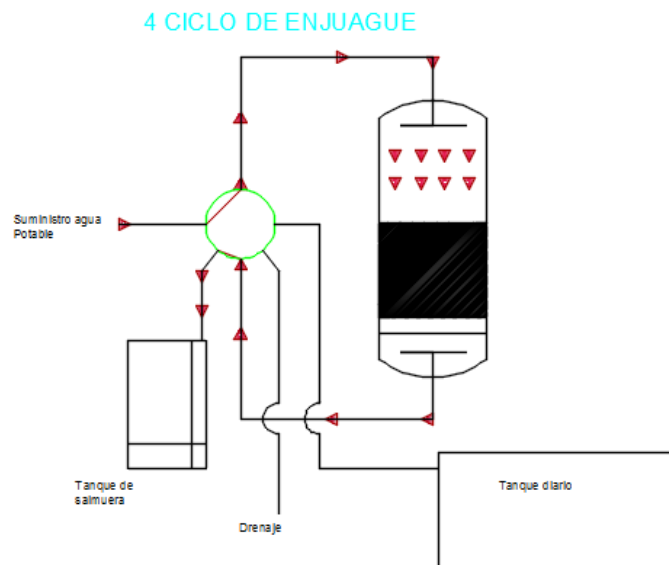 4 CICLO DE ENJUAGUE
Suministro agua
Potable
Tanque de
salmuera
Drenaje
Tanque diario